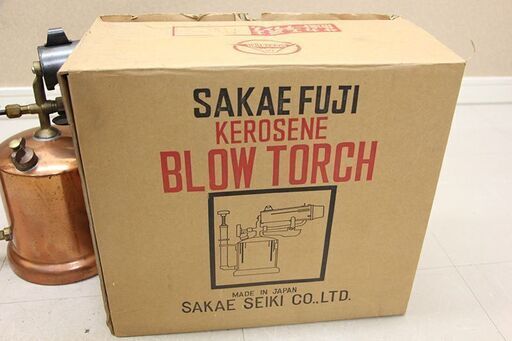 SAKAE FUJI
KEROSENE
BLOW TORCH
MADE IN JAPAN
SAKAE SEIKI CO.,LTD.